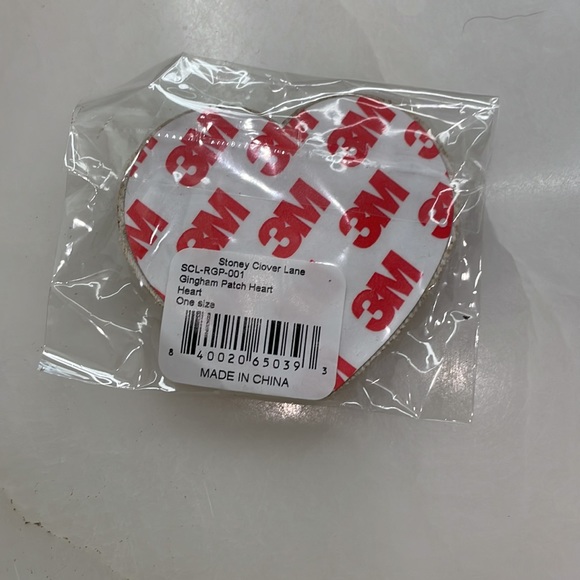 3M 3M 3M
3M 3M 3M 3M
3M
3M
Stoney Clover Lane
SCL-RGP-001
Gingham Patch Heart
Heart
One size
8 40020 65039 3
MADE IN CHINA